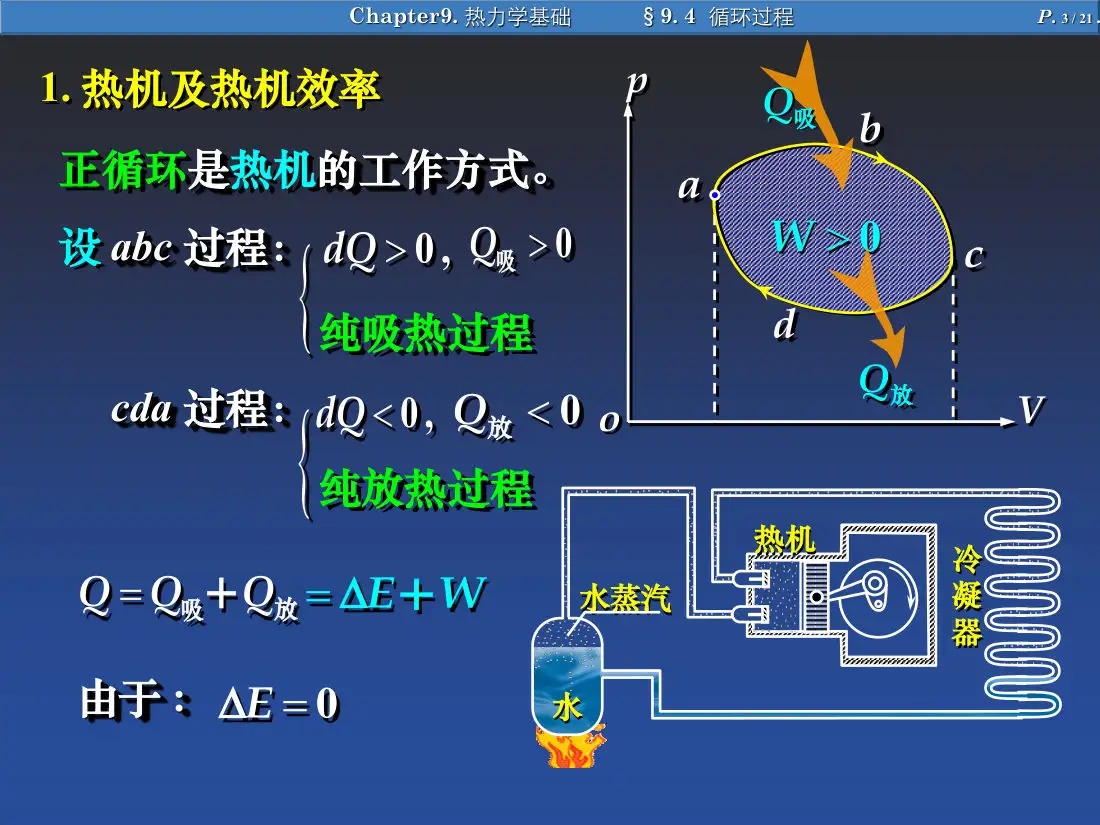 Chapter9. 热力学基础 §9. 4 循环过程 P. 3 / 21 .
1. 热机及热机效率
正循环是热机的工作方式。
设 abc 过程: dQ > 0, Q吸 > 0
纯吸热过程
cda 过程: dQ < 0, Q放 < 0
纯放热过程
Q = Q吸 + Q放 = ΔE + W
由于: ΔE = 0
p
Q吸
b
a
W > 0
c
d
Q放
o
V
热机
水蒸汽
冷凝器
水